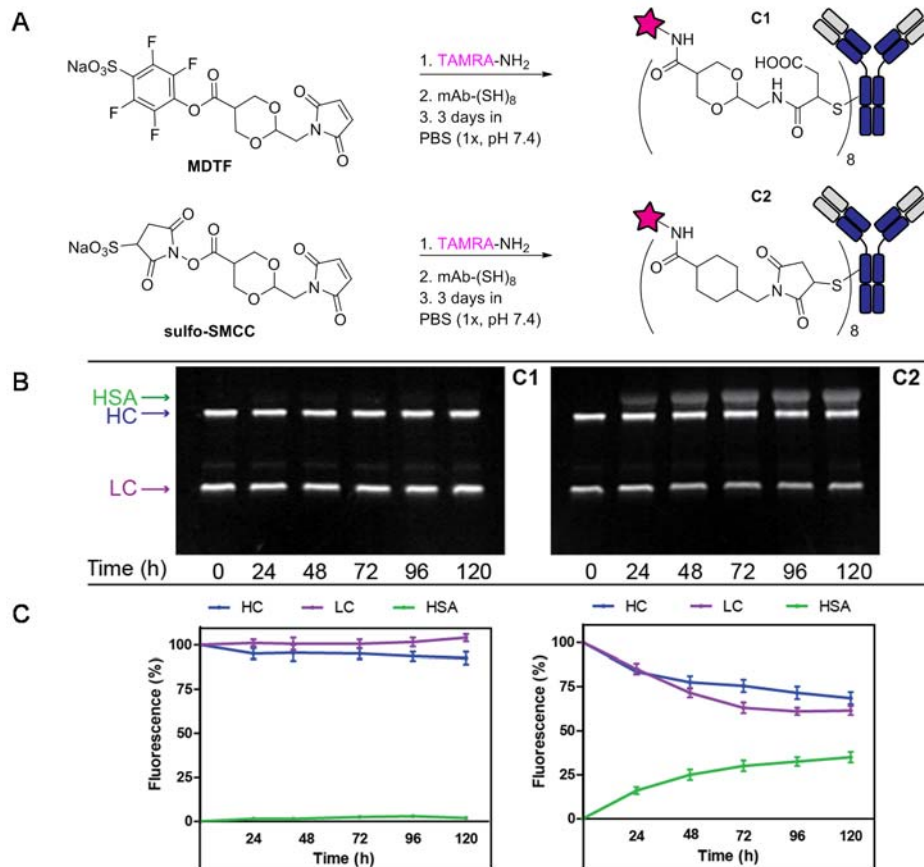 A
C1
NaO₃S
F
F
F
F
O
O
O
O
N
O
O
MDTF
1. TAMRA-NH₂
2. mAb-(SH)₈
3. 3 days in
PBS (1x, pH 7.4)
NH
O
O
O
HOOC
H
N
O
S
8
C2
NaO₃S
O
N
O
O
O
O
O
N
O
O
sulfo-SMCC
1. TAMRA-NH₂
2. mAb-(SH)₈
3. 3 days in
PBS (1x, pH 7.4)
NH
O
O
N
O
S
8
B
C1
C2
HSA→
HC→
LC→
Time (h) 0 24 48 72 96 120 0 24 48 72 96 120
C
HC LC HSA
Fluorescence (%)
100
75
50
25
0
24 48 72 96 120
Time (h)
HC LC HSA
Fluorescence (%)
100
75
50
25
0
24 48 72 96 120
Time (h)